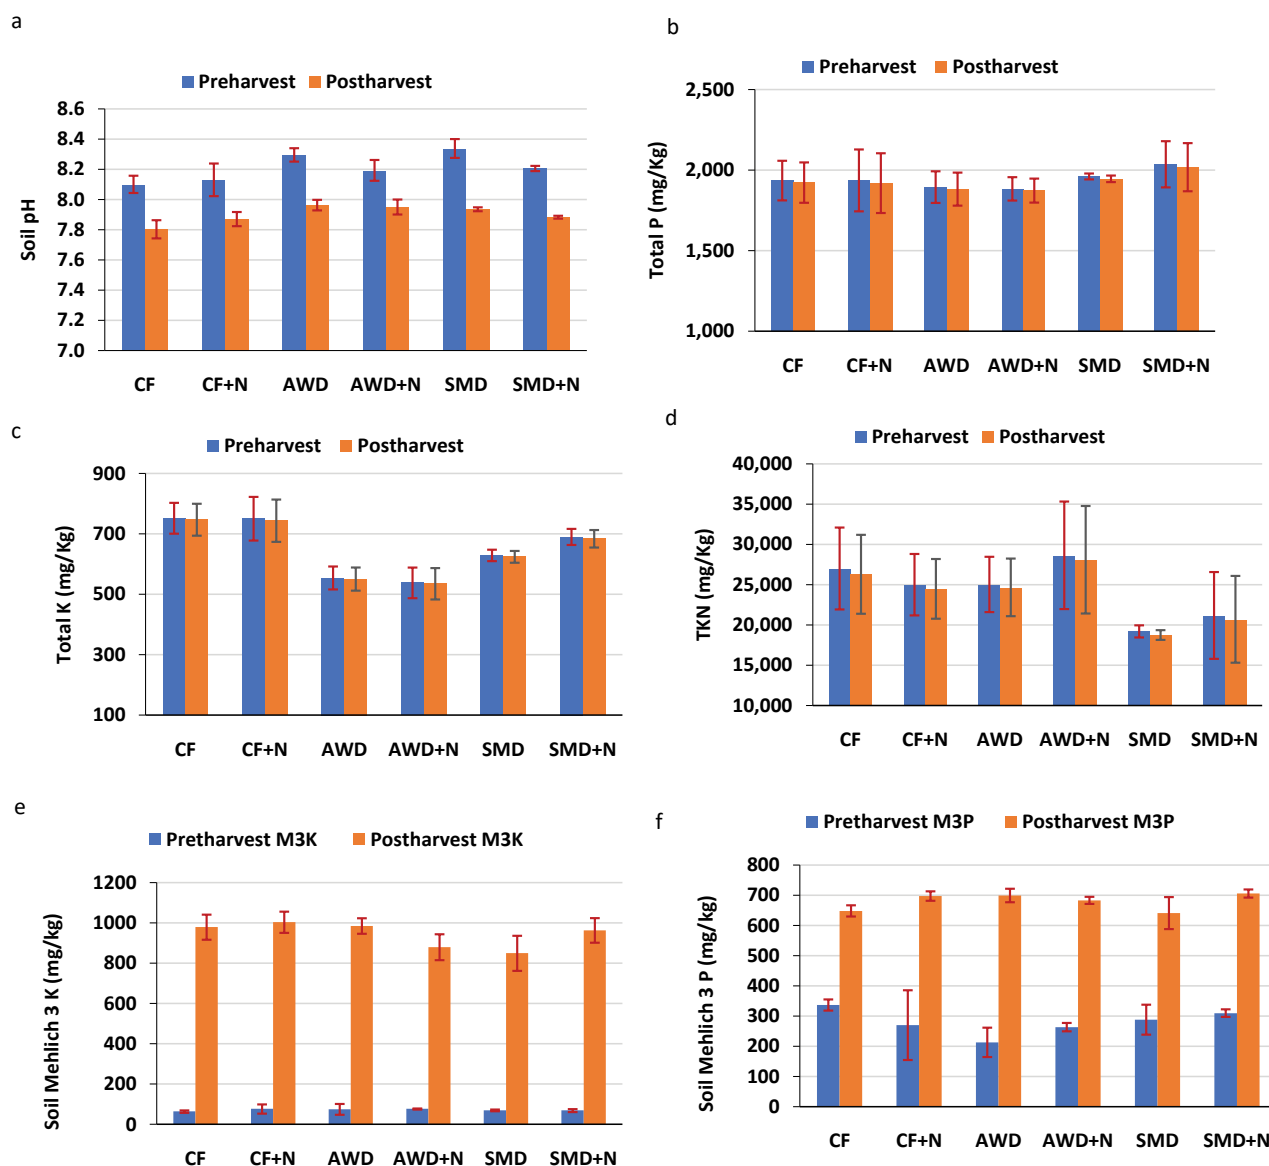 a
Preharvest Postharvest
8.6
8.4
8.2
8.0
7.8
7.6
7.4
7.2
7.0
Soil pH
CF CF+N AWD AWD+N SMD SMD+N
b
Preharvest Postharvest
2,500
2,000
1,500
1,000
Total P (mg/Kg)
CF CF+N AWD AWD+N SMD SMD+N
c
Preharvest Postharvest
900
700
500
300
100
Total K (mg/Kg)
CF CF+N AWD AWD+N SMD SMD+N
d
Preharvest Postharvest
40,000
35,000
30,000
25,000
20,000
15,000
10,000
TKN (mg/Kg)
CF CF+N AWD AWD+N SMD SMD+N
e
Pretharvest M3K Postharvest M3K
1200
1000
800
600
400
200
0
Soil Mehlich 3 K (mg/kg)
CF CF+N AWD AWD+N SMD SMD+N
f
Pretharvest M3P Postharvest M3P
800
700
600
500
400
300
200
100
0
Soil Mehlich 3 P (mg/kg)
CF CF+N AWD AWD+N SMD SMD+N